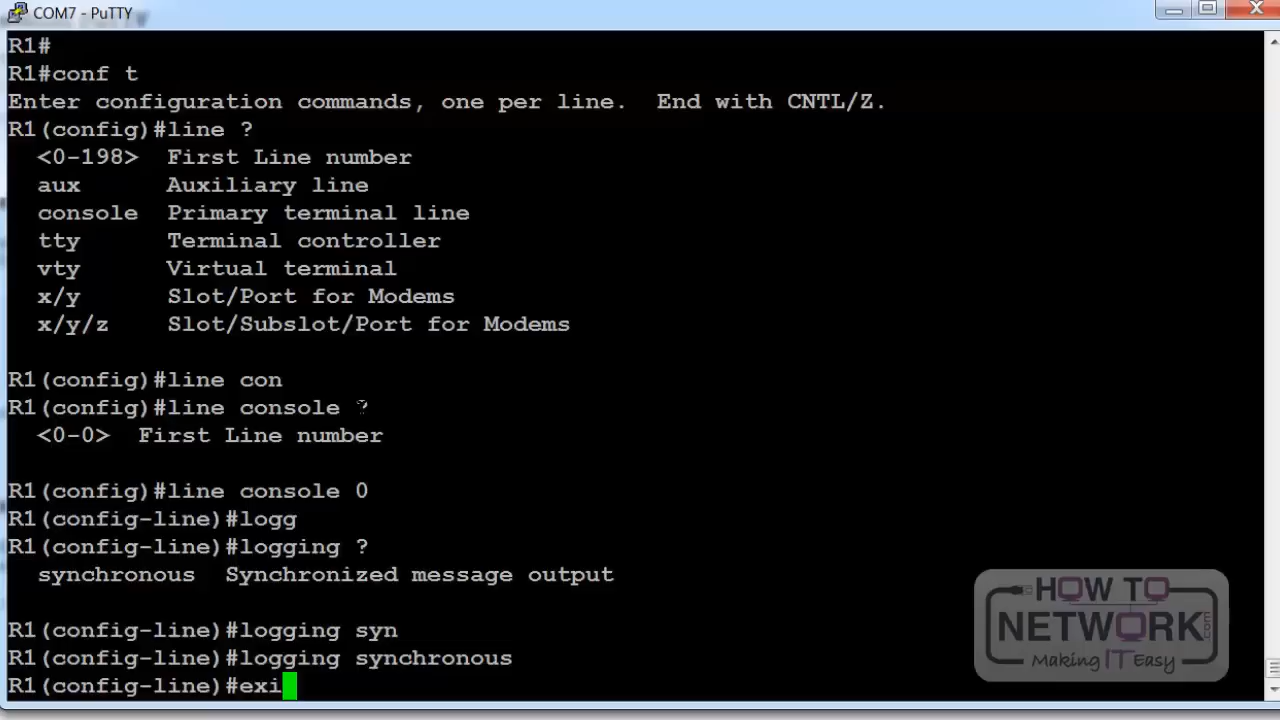 COM7 - PuTTY
R1#
R1#conf t
Enter configuration commands, one per line.  End with CNTL/Z.
R1(config)#line ?
  <0-198>  First Line number
  aux      Auxiliary line
  console  Primary terminal line
  tty      Terminal controller
  vty      Virtual terminal
  x/y      Slot/Port for Modems
  x/y/z    Slot/Subslot/Port for Modems
R1(config)#line con
R1(config)#line console ?
  <0-0>  First Line number
R1(config)#line console 0
R1(config-line)#logg
R1(config-line)#logging ?
  synchronous  Synchronized message output
R1(config-line)#logging syn
R1(config-line)#logging synchronous
R1(config-line)#exi
HOW TO
NETWORK.com
Making IT Easy